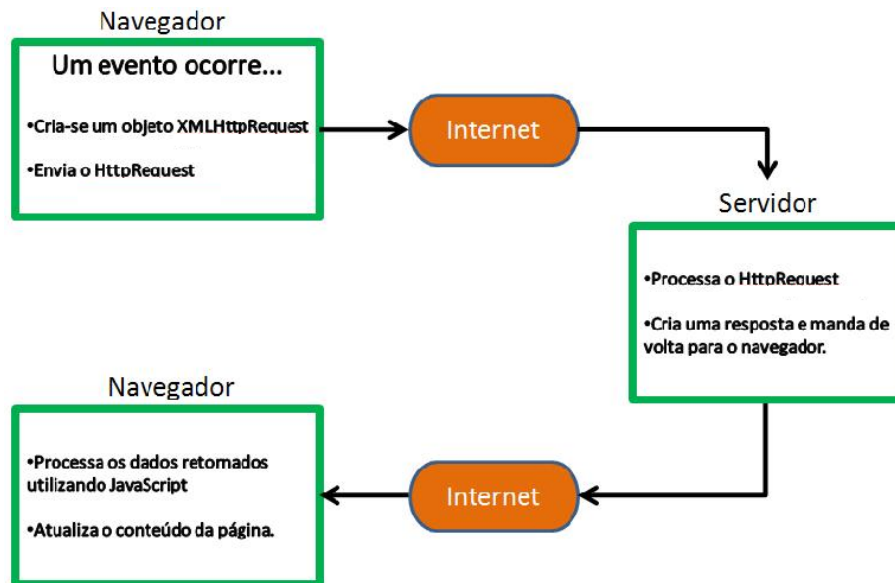 Navegador
Um evento ocorre...
•Cria-se um objeto XMLHttpRequest
•Envia o HttpRequest
Internet
Servidor
•Processa o HttpRequest
•Cria uma resposta e manda de
volta para o navegador.
Navegador
•Processa os dados retornados
utilizando JavaScript
•Atualiza o conteúdo da página.
Internet